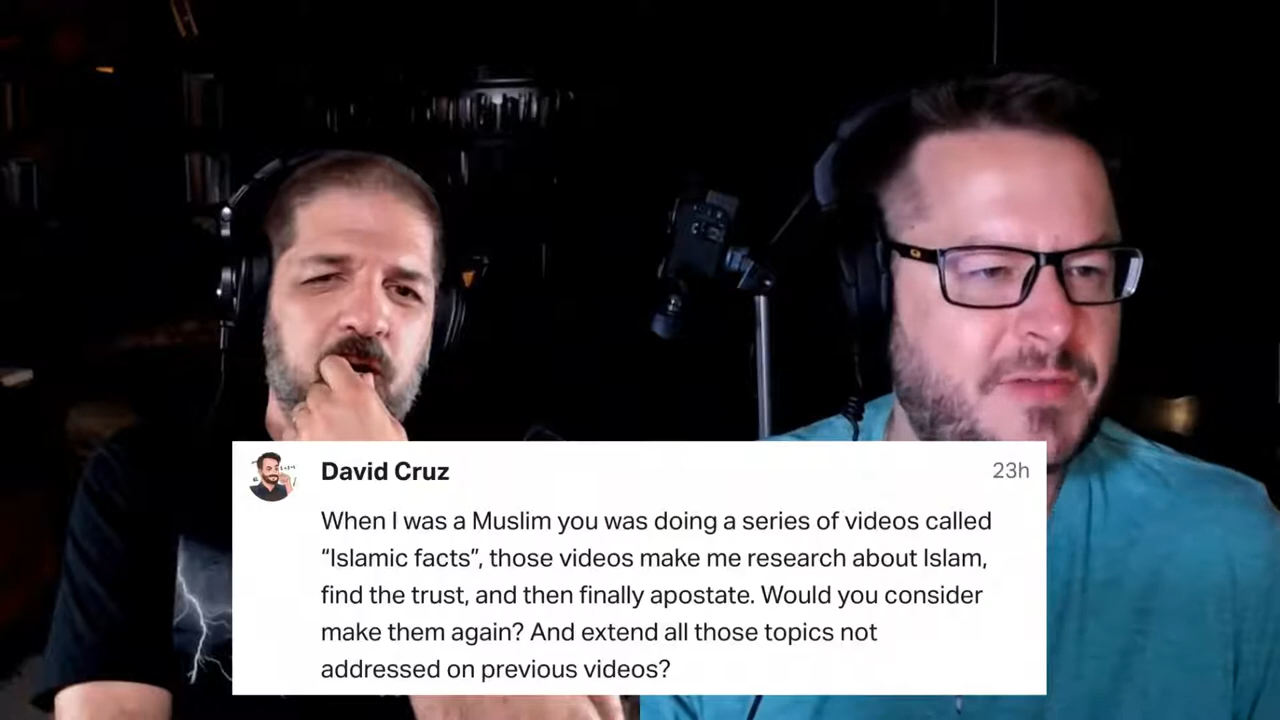 David Cruz
23h
When I was a Muslim you was doing a series of videos called
“Islamic facts”, those videos make me research about Islam,
find the trust, and then finally apostate. Would you consider
make them again? And extend all those topics not
addressed on previous videos?